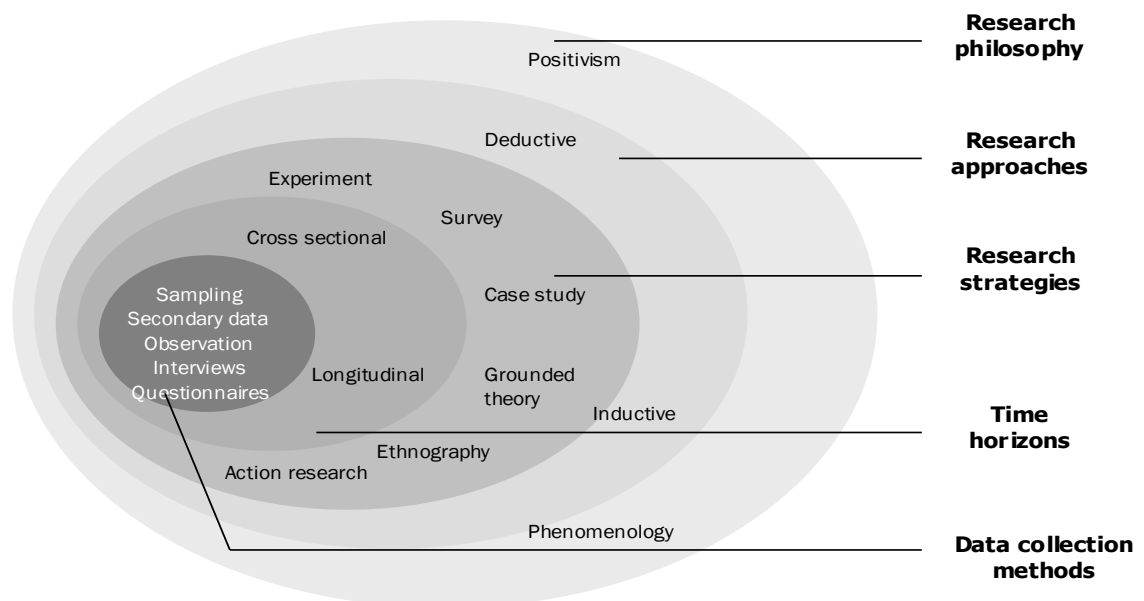 Research
philosophy
Positivism
Deductive
Research
approaches
Experiment
Survey
Cross sectional
Research
strategies
Case study
Sampling
Secondary data
Observation
Interviews
Questionnaires
Longitudinal
Grounded
theory
Inductive
Time
horizons
Ethnography
Action research
Phenomenology
Data collection
methods